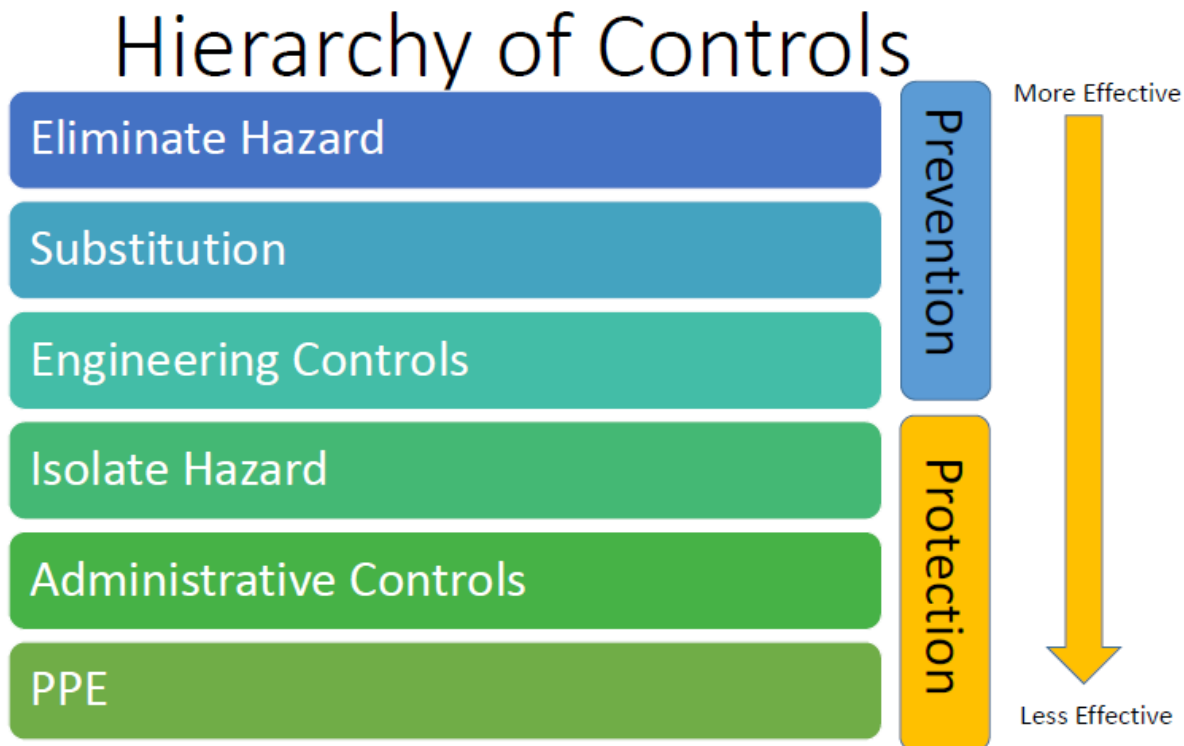 Hierarchy of Controls
Eliminate Hazard
Substitution
Engineering Controls
Isolate Hazard
Administrative Controls
PPE
Prevention
Protection
More Effective
Less Effective